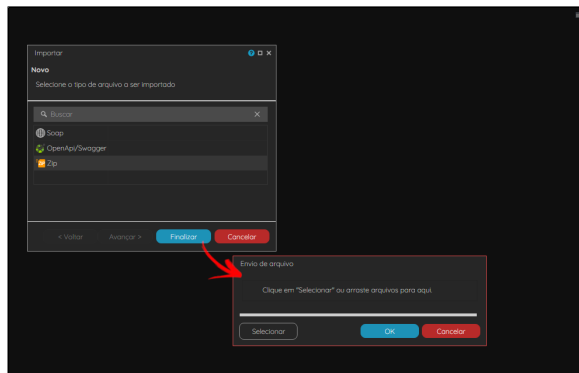 Importar
Novo
Selecione o tipo de arquivo a ser importado
Buscar
Soap
OpenApi/Swagger
Zip
< Voltar
Avançar >
Finalizar
Cancelar
Envio de arquivo
Clique em "Selecionar" ou arraste arquivos para aqui.
Selecionar
OK
Cancelar